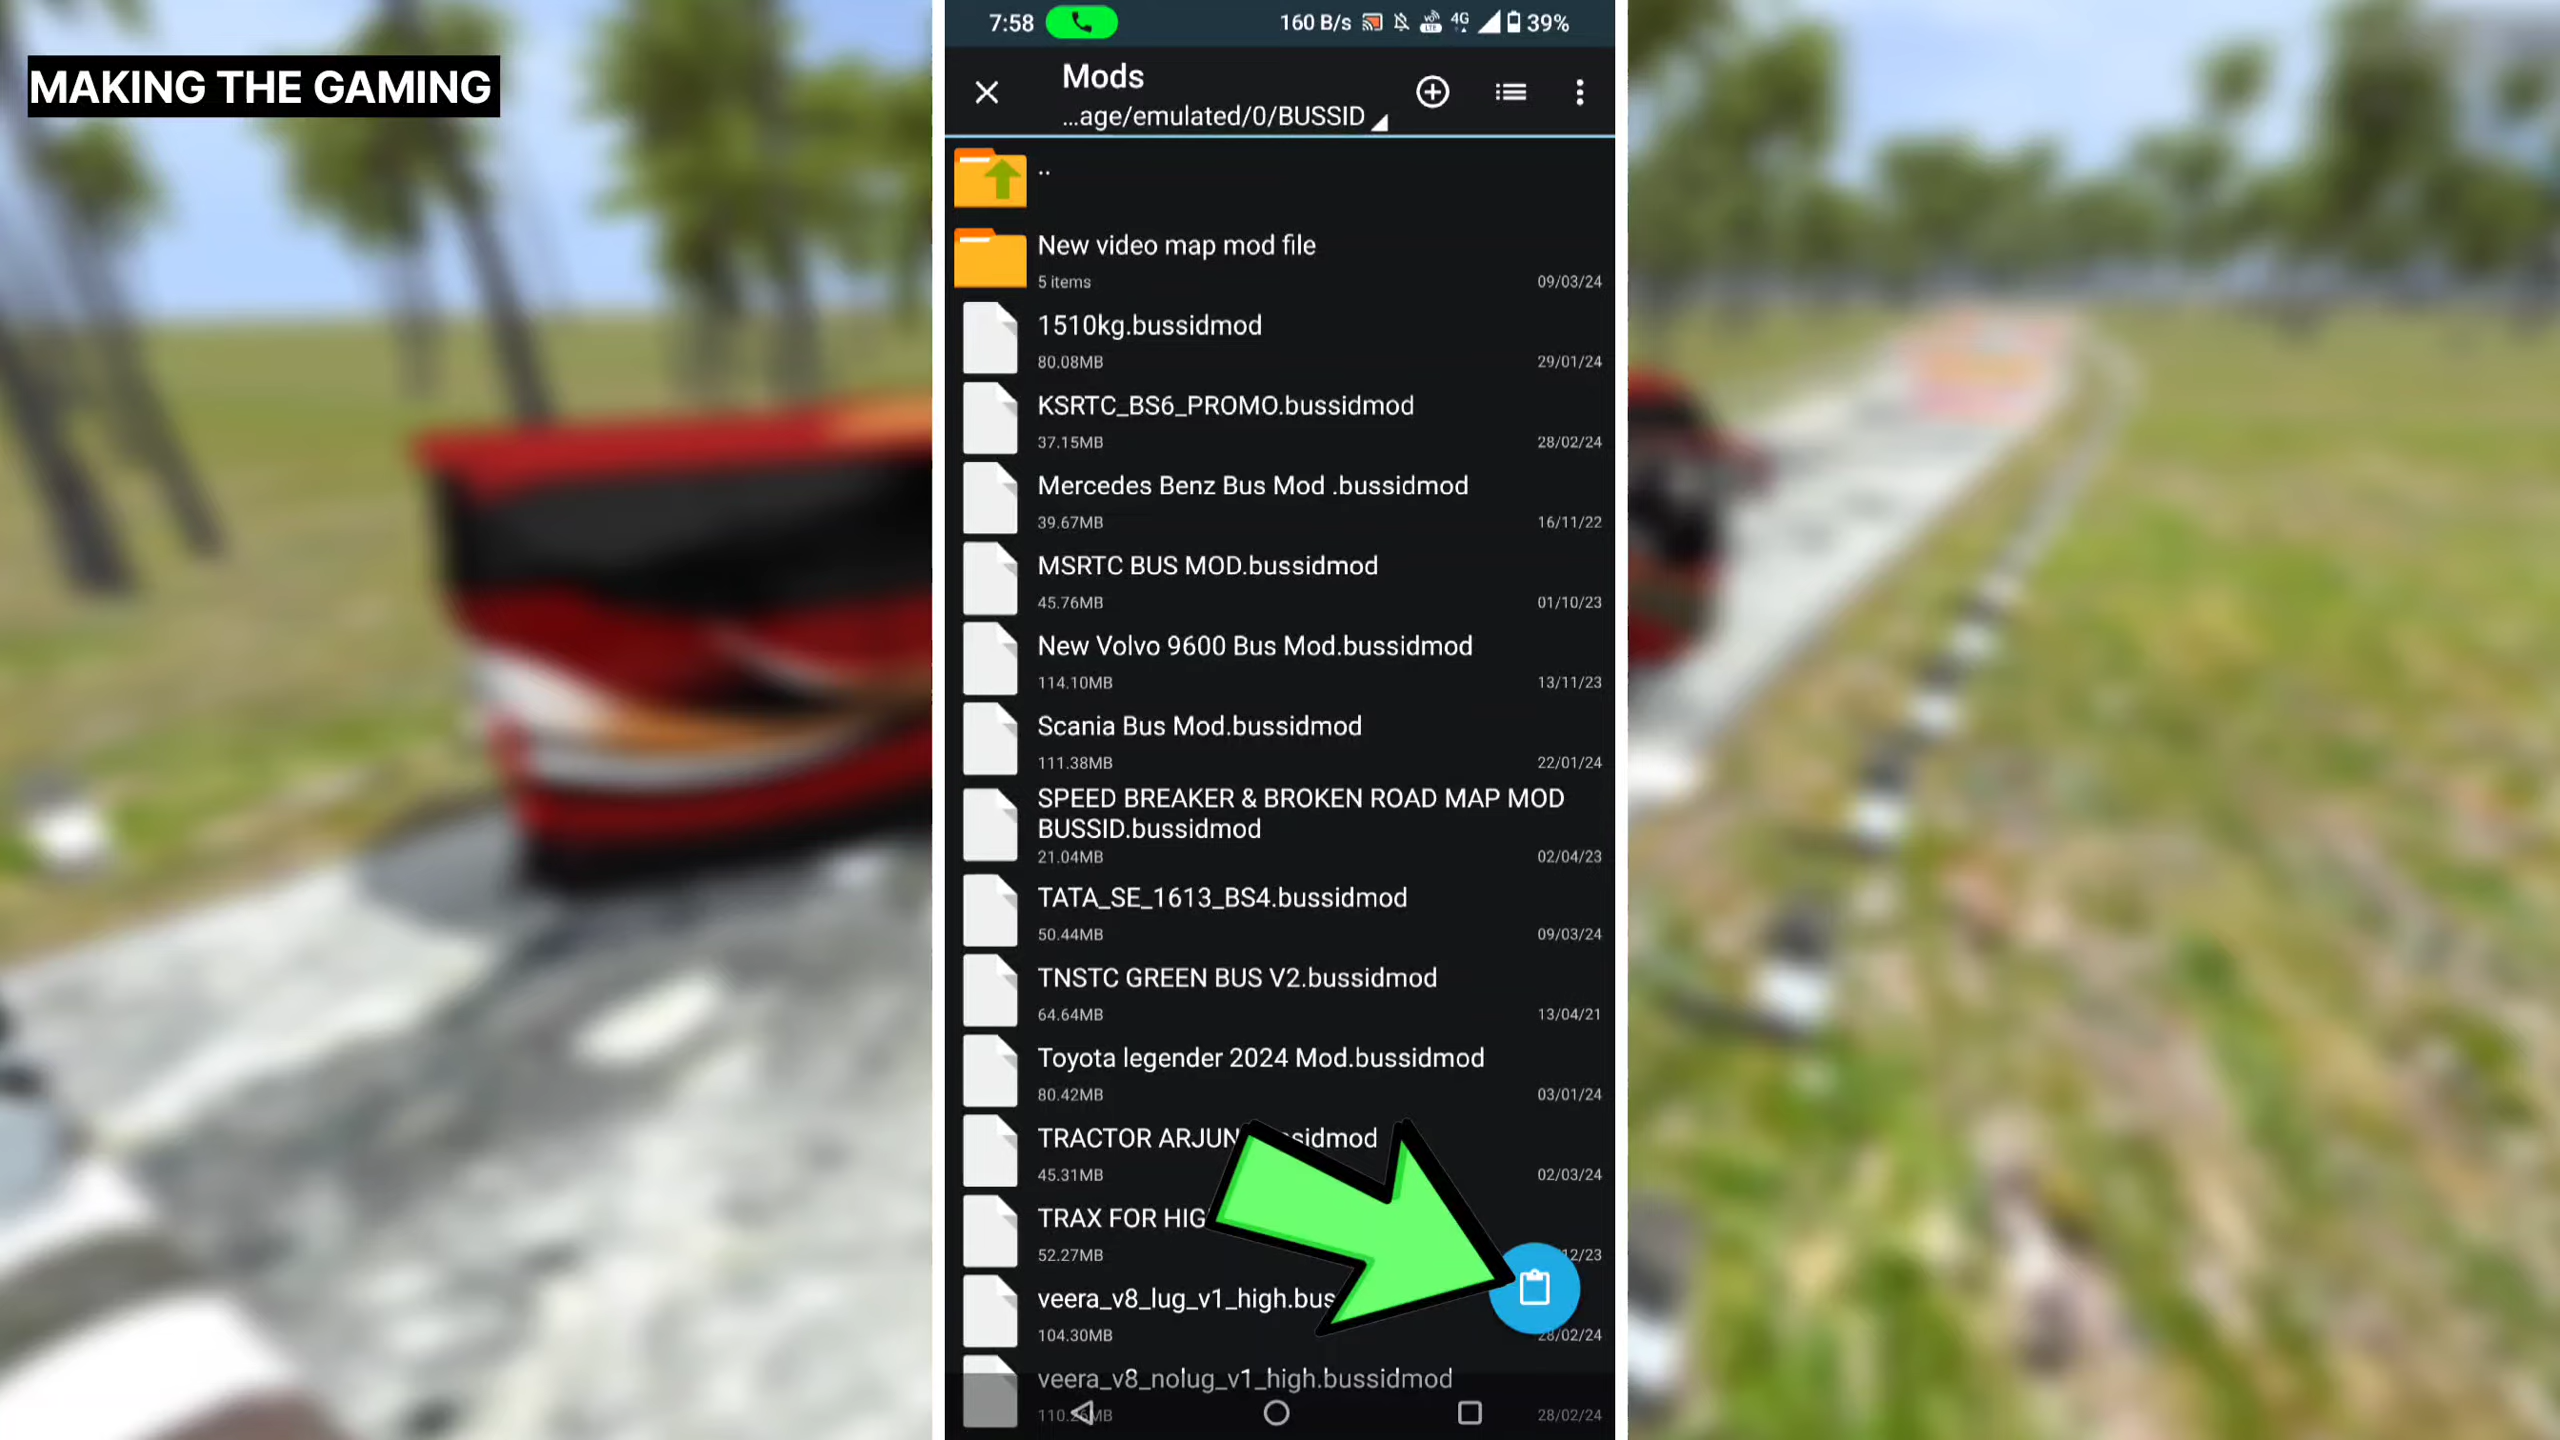 MAKING THE GAMING
7:58
160 B/s
4G
39%
Mods
...age/emulated/0/BUSSID
..
New video map mod file
5 items
09/03/24
1510kg.bussidmod
80.08MB
29/01/24
KSRTC_BS6_PROMO.bussidmod
37.15MB
28/02/24
Mercedes Benz Bus Mod .bussidmod
39.67MB
16/11/22
MSRTC BUS MOD.bussidmod
45.76MB
01/10/23
New Volvo 9600 Bus Mod.bussidmod
114.10MB
13/11/23
Scania Bus Mod.bussidmod
111.38MB
22/01/24
SPEED BREAKER & BROKEN ROAD MAP MOD
BUSSID.bussidmod
21.04MB
02/04/23
TATA_SE_1613_BS4.bussidmod
50.44MB
09/03/24
TNSTC GREEN BUS V2.bussidmod
64.64MB
13/04/21
Toyota legender 2024 Mod.bussidmod
80.42MB
03/01/24
TRACTOR ARJUN
sidmod
45.31MB
02/03/24
TRAX FOR HIG
52.27MB
12/23
veera_v8_lug_v1_high.bus
104.30MB
28/02/24
veera_v8_nolug_v1_high.bussidmod
28/02/24